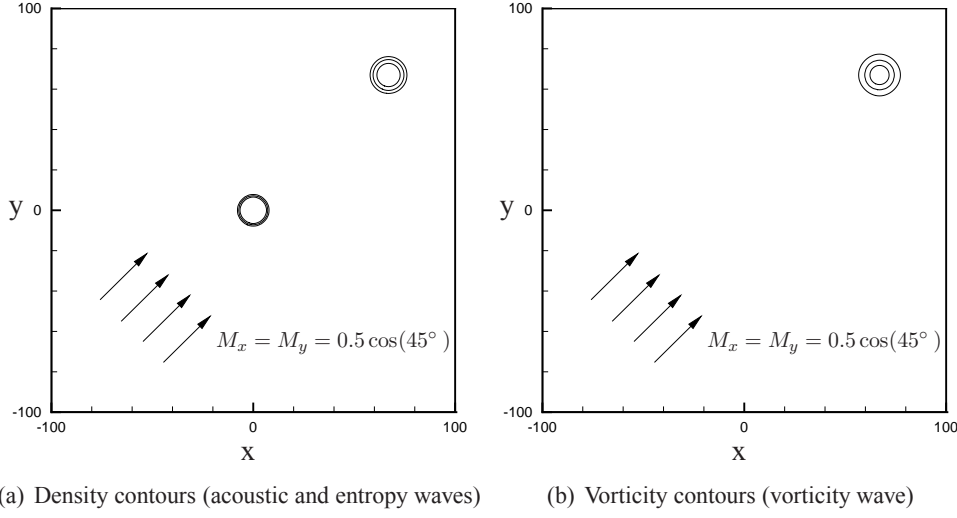 100
y
0
-100
-100
0
100
x
M_x = M_y = 0.5 cos(45° )
(a) Density contours (acoustic and entropy waves)
100
y
0
-100
-100
0
100
x
M_x = M_y = 0.5 cos(45° )
(b) Vorticity contours (vorticity wave)